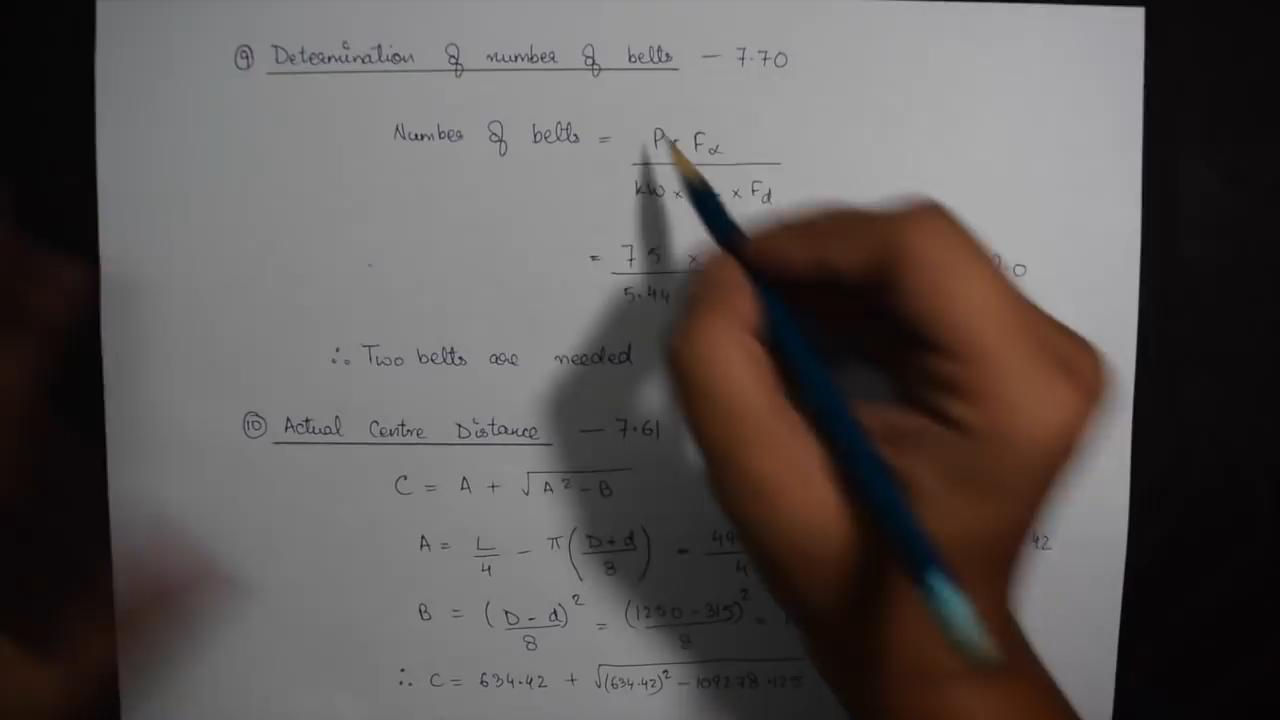 ⑨ Determination of number of belts — 7.70
Number of belts = P × Fα
kW × × Fd
= 7.5 ×
5.44
∴ Two belts are needed
⑩ Actual Centre Distance — 7.61
C = A + √(A² - B)
A = L/4 - π((D + d)/8) =
B = (D - d)²/8 = (1250 - 315)²/8 =
∴ C = 634.42 + √((634.42)² - 109278.125